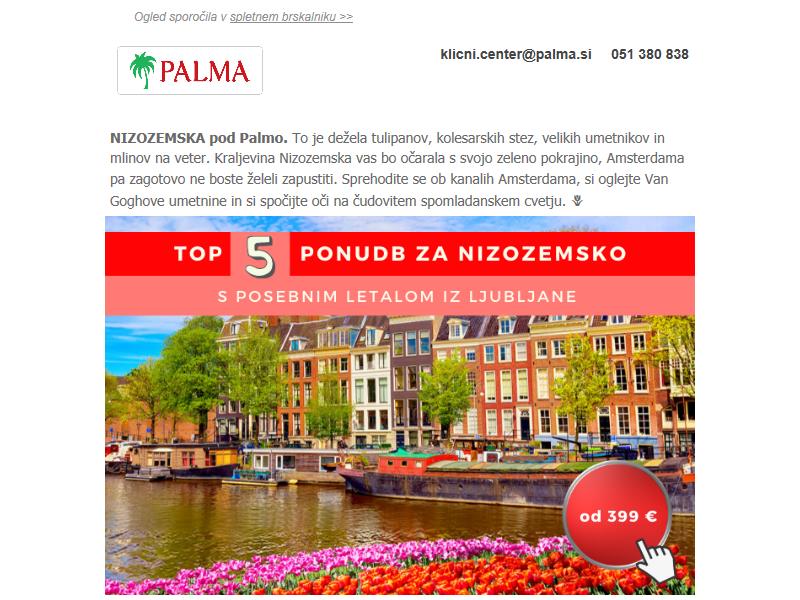 Ogled sporočila v spletnem brskalniku >>
PALMA
klicni.center@palma.si 051 380 838
NIZOZEMSKA pod Palmo. To je dežela tulipanov, kolesarskih stez, velikih umetnikov in
mlinov na veter. Kraljevina Nizozemska vas bo očarala s svojo zeleno pokrajino, Amsterdama
pa zagotovo ne boste želeli zapustiti. Sprehodite se ob kanalih Amsterdama, si oglejte Van
Goghove umetnine in si spočijte oči na čudovitem spomladanskem cvetju. 🌷
TOP 5 PONUDB ZA NIZOZEMSKO
S POSEBNIM LETALOM IZ LJUBLJANE
od 399 €